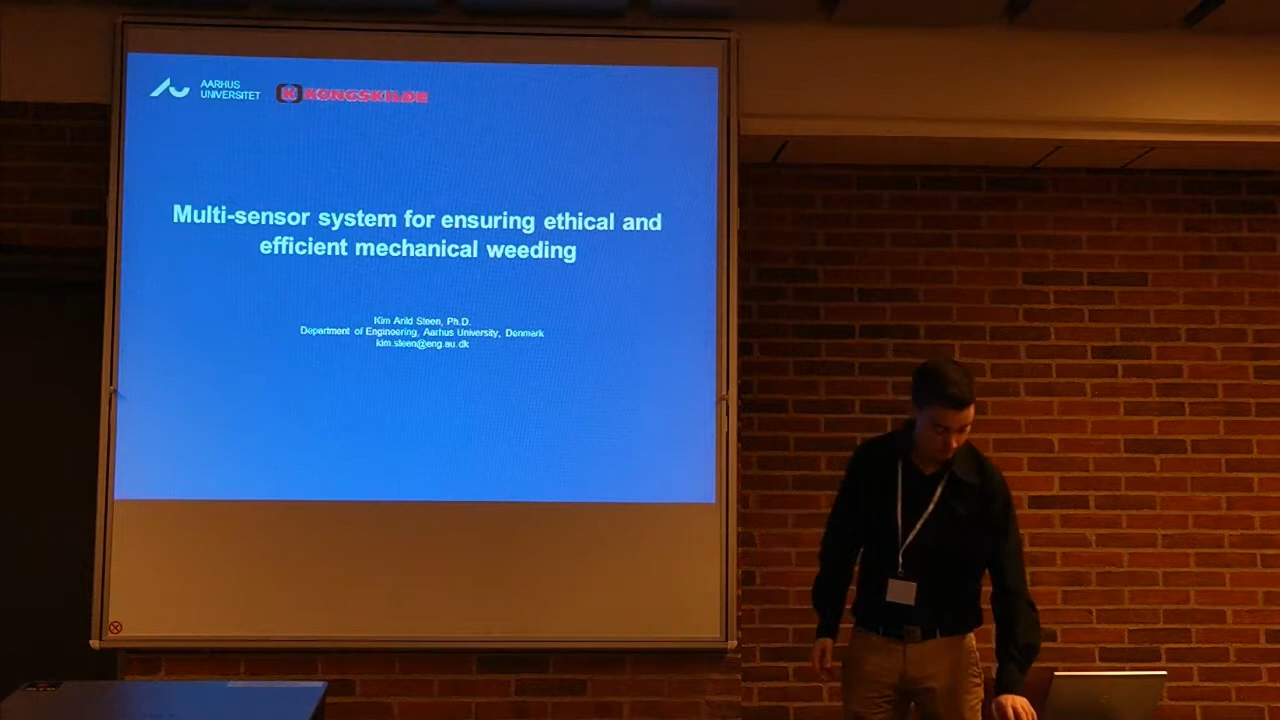 AARHUS
UNIVERSITET
KONGSKILDE
Multi-sensor system for ensuring ethical and
efficient mechanical weeding
Kim Arild Steen, Ph.D.
Department of Engineering, Aarhus University, Denmark
kim.steen@eng.au.dk